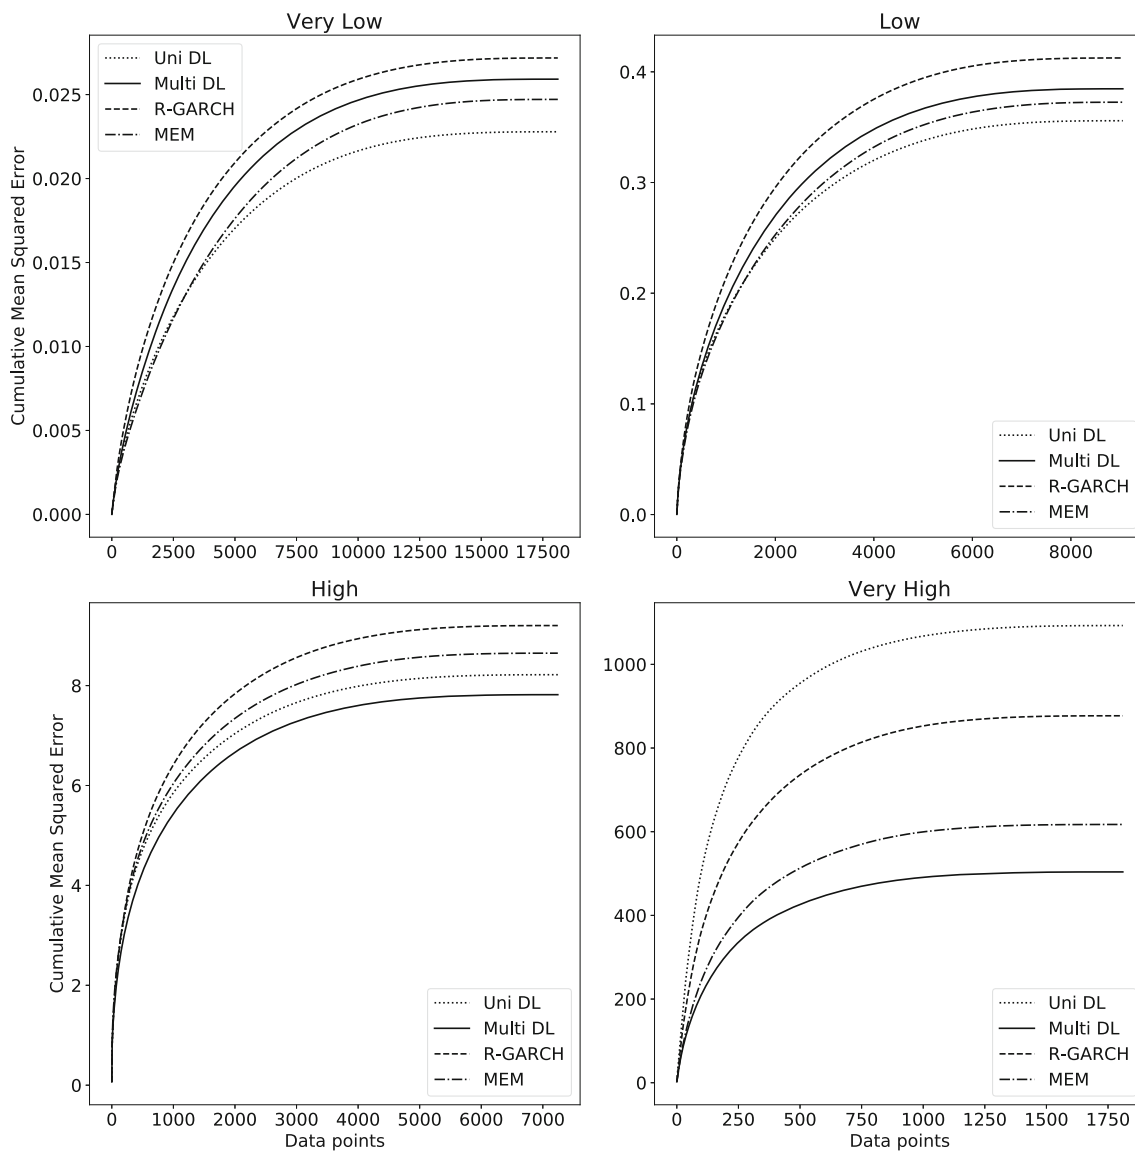 Very Low
Cumulative Mean Squared Error
0.025
0.020
0.015
0.010
0.005
0.000
Uni DL
Multi DL
R-GARCH
MEM
0 2500 5000 7500 10000 12500 15000 17500
Low
0.4
0.3
0.2
0.1
0.0
Uni DL
Multi DL
R-GARCH
MEM
0 2000 4000 6000 8000
High
Cumulative Mean Squared Error
8
6
4
2
0
Uni DL
Multi DL
R-GARCH
MEM
0 1000 2000 3000 4000 5000 6000 7000
Data points
Very High
1000
800
600
400
200
0
Uni DL
Multi DL
R-GARCH
MEM
0 250 500 750 1000 1250 1500 1750
Data points